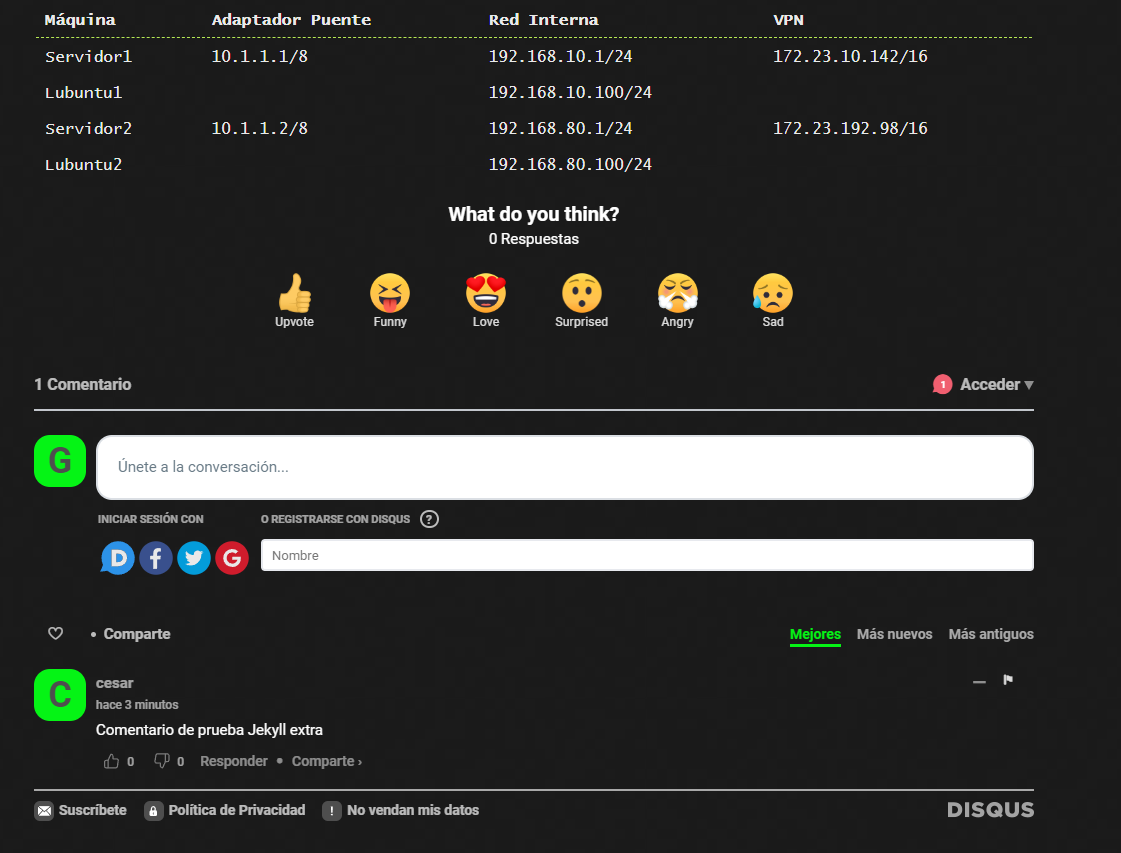 Máquina Adaptador Puente Red Interna VPN
Servidor1 10.1.1.1/8 192.168.10.1/24 172.23.10.142/16
Lubuntu1 192.168.10.100/24
Servidor2 10.1.1.2/8 192.168.80.1/24 172.23.192.98/16
Lubuntu2 192.168.80.100/24
What do you think?
0 Respuestas
Upvote Funny Love Surprised Angry Sad
1 Comentario 1 Acceder ▼
G Únete a la conversación...
INICIAR SESIÓN CON O REGISTRARSE CON DISQUS ?
D f G Nombre
• Comparte Mejores Más nuevos Más antiguos
C cesar
hace 3 minutos
Comentario de prueba Jekyll extra
0 0 Responder • Comparte ›
Suscríbete Política de Privacidad ! No vendan mis datos DISQUS